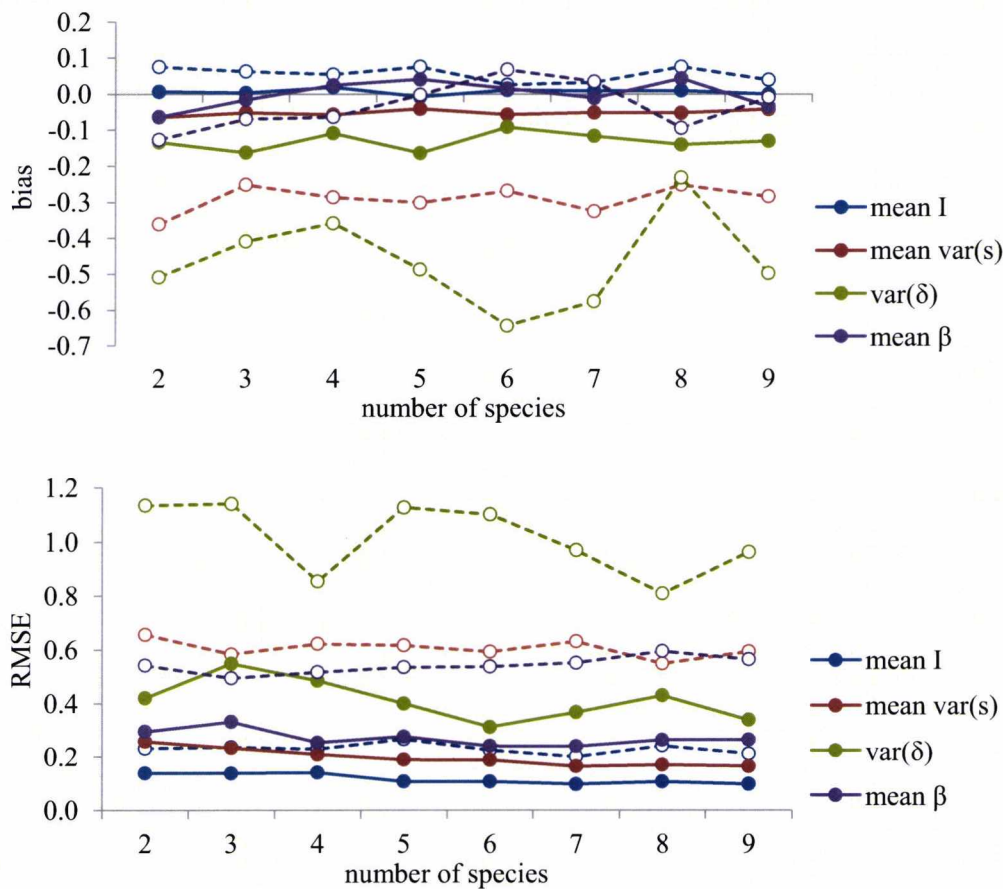 0.2
0.1
0.0
-0.1
-0.2
-0.3
-0.4
-0.5
-0.6
-0.7
bias
2 3 4 5 6 7 8 9
number of species
mean I
mean var(s)
var(δ)
mean β
1.2
1.0
0.8
0.6
0.4
0.2
0.0
RMSE
2 3 4 5 6 7 8 9
number of species
mean I
mean var(s)
var(δ)
mean β